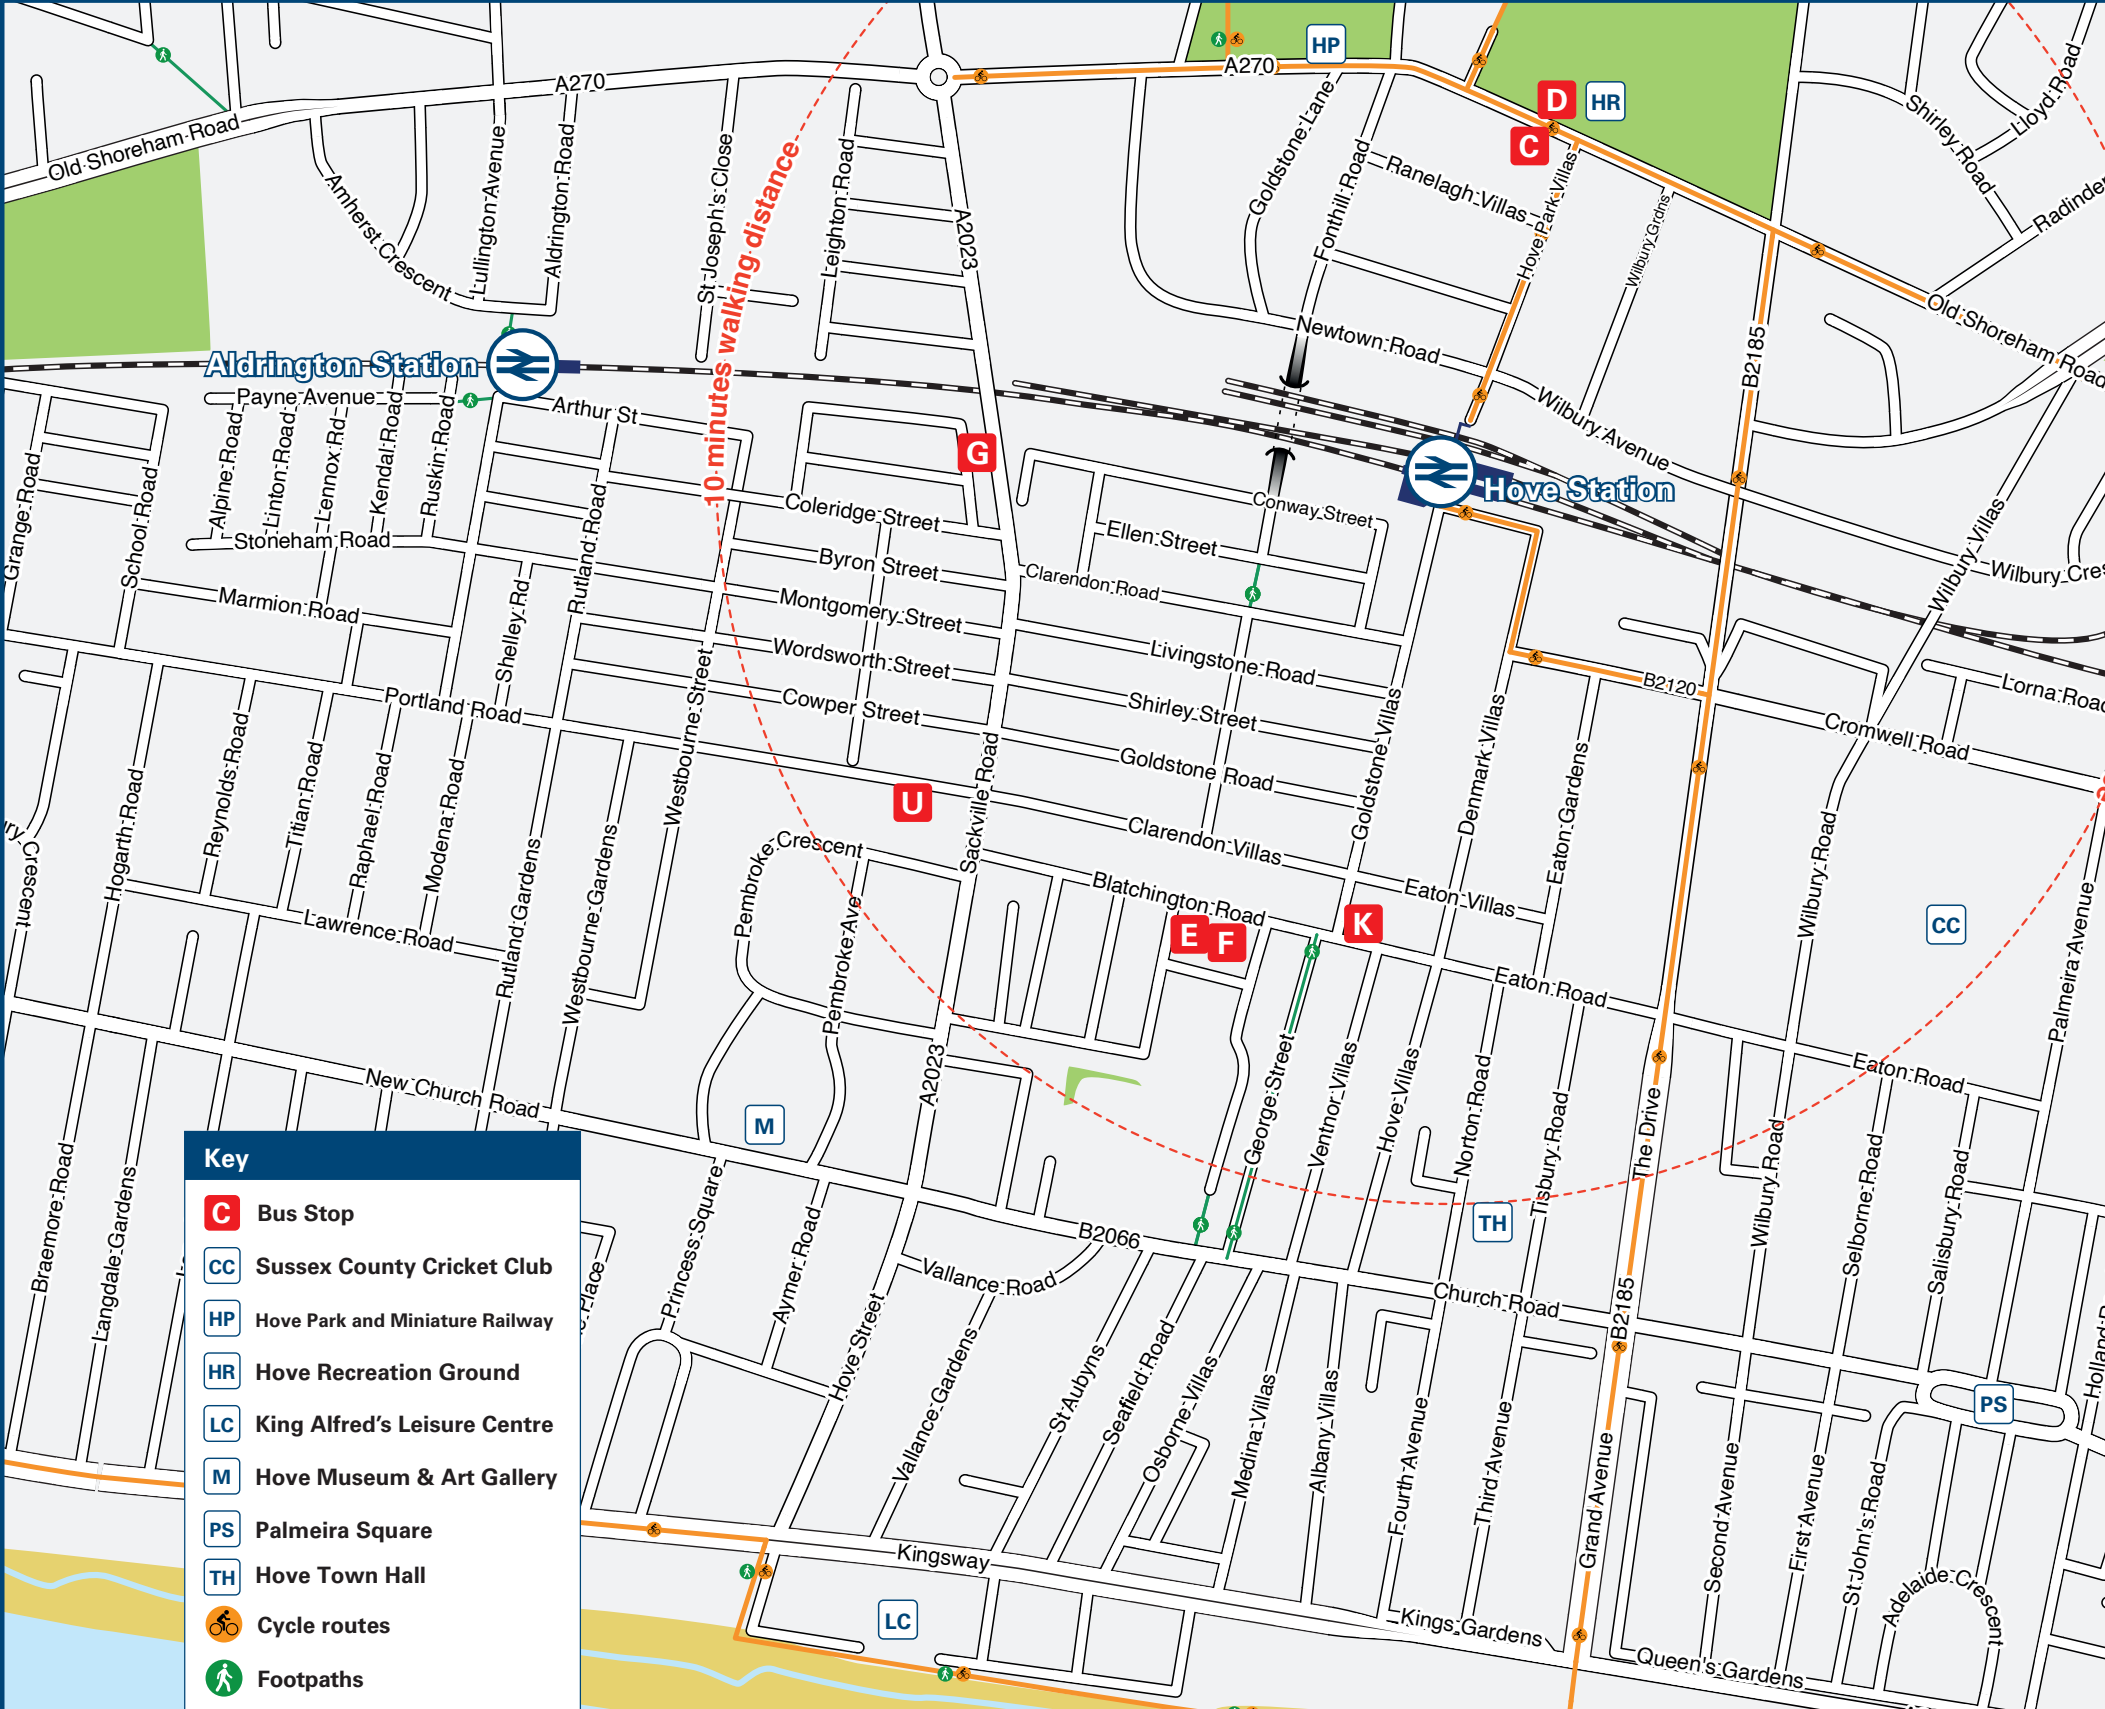 HP
A270
A270
Old Shoreham Road
Lullington Avenue
Aldrington Road
Amherst Crescent
St Joseph's Close
10 minutes walking distance
Leighton Road
A2023
Goldstone Lane
Fonthill Road
Ranelagh Villas
Hove Park Villas
Wilbury Grdns
D
HR
C
Shirley Road
Lloyd Road
B2185
Old Shoreham Road
Newtown Road
Wilbury Avenue
Aldrington Station
Payne Avenue
Arthur St
G
Hove Station
Conway Street
Ellen Street
Clarendon Road
Wilbury Villas
Grange Road
School Road
Alpine Road
Linton Road
Lennox Rd
Kendal Road
Ruskin Road
Stoneham Road
Marmion Road
Shelley Rd
Rutland Road
Coleridge Street
Byron Street
Montgomery Street
Wordsworth Street
Cowper Street
Westbourne Street
Livingstone Road
Shirley Street
Goldstone Road
Sackville Road
Goldstone Villas
Denmark Villas
Eaton Gardens
B2120
Cromwell Road
Portland Road
Hogarth Road
Reynolds Road
Titian Road
Raphael Road
Modena Road
Rutland Gardens
Westbourne Gardens
Lawrence Road
U
Pembroke Crescent
Pembroke Ave
Clarendon Villas
Blatchington Road
E
F
K
Eaton Villas
Eaton Road
Wilbury Road
CC
Palmeira Avenue
Eaton Road
New Church Road
M
A2023
George Street
Ventnor Villas
Hove Villas
Norton Road
Tisbury Road
The Drive
Wilbury Road
Selborne Road
Salisbury Road
TH
B2066
Church Road
B2185
Braemore Road
Langdale Gardens
Princess Square
Aymer Road
Hove Street
Vallance Road
Vallance Gardens
St Aubyns
Seafield Road
Osborne Villas
Medina Villas
Albany Villas
Fourth Avenue
Third Avenue
Grand Avenue
Second Avenue
First Avenue
St John's Road
Adelaide Crescent
PS
Kingsway
Kings Gardens
Queen's Gardens
LC
Key
C Bus Stop
CC Sussex County Cricket Club
HP Hove Park and Miniature Railway
HR Hove Recreation Ground
LC King Alfred's Leisure Centre
M Hove Museum & Art Gallery
PS Palmeira Square
TH Hove Town Hall
Cycle routes
Footpaths